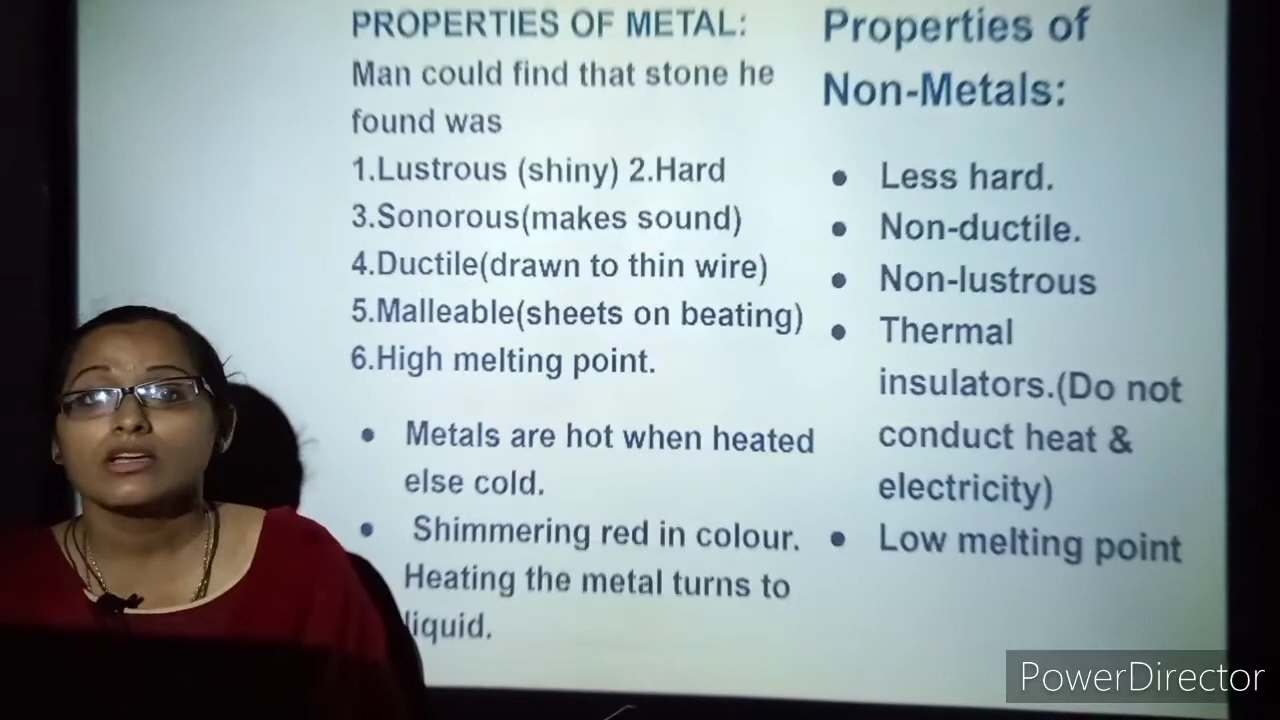 PROPERTIES OF METAL:
Man could find that stone he
found was
1.Lustrous (shiny) 2.Hard
3.Sonorous(makes sound)
4.Ductile(drawn to thin wire)
5.Malleable(sheets on beating)
6.High melting point.
● Metals are hot when heated
else cold.
● Shimmering red in colour.
Heating the metal turns to
liquid.
Properties of
Non-Metals:
● Less hard.
● Non-ductile.
● Non-lustrous
● Thermal
insulators.(Do not
conduct heat &
electricity)
● Low melting point
PowerDirector